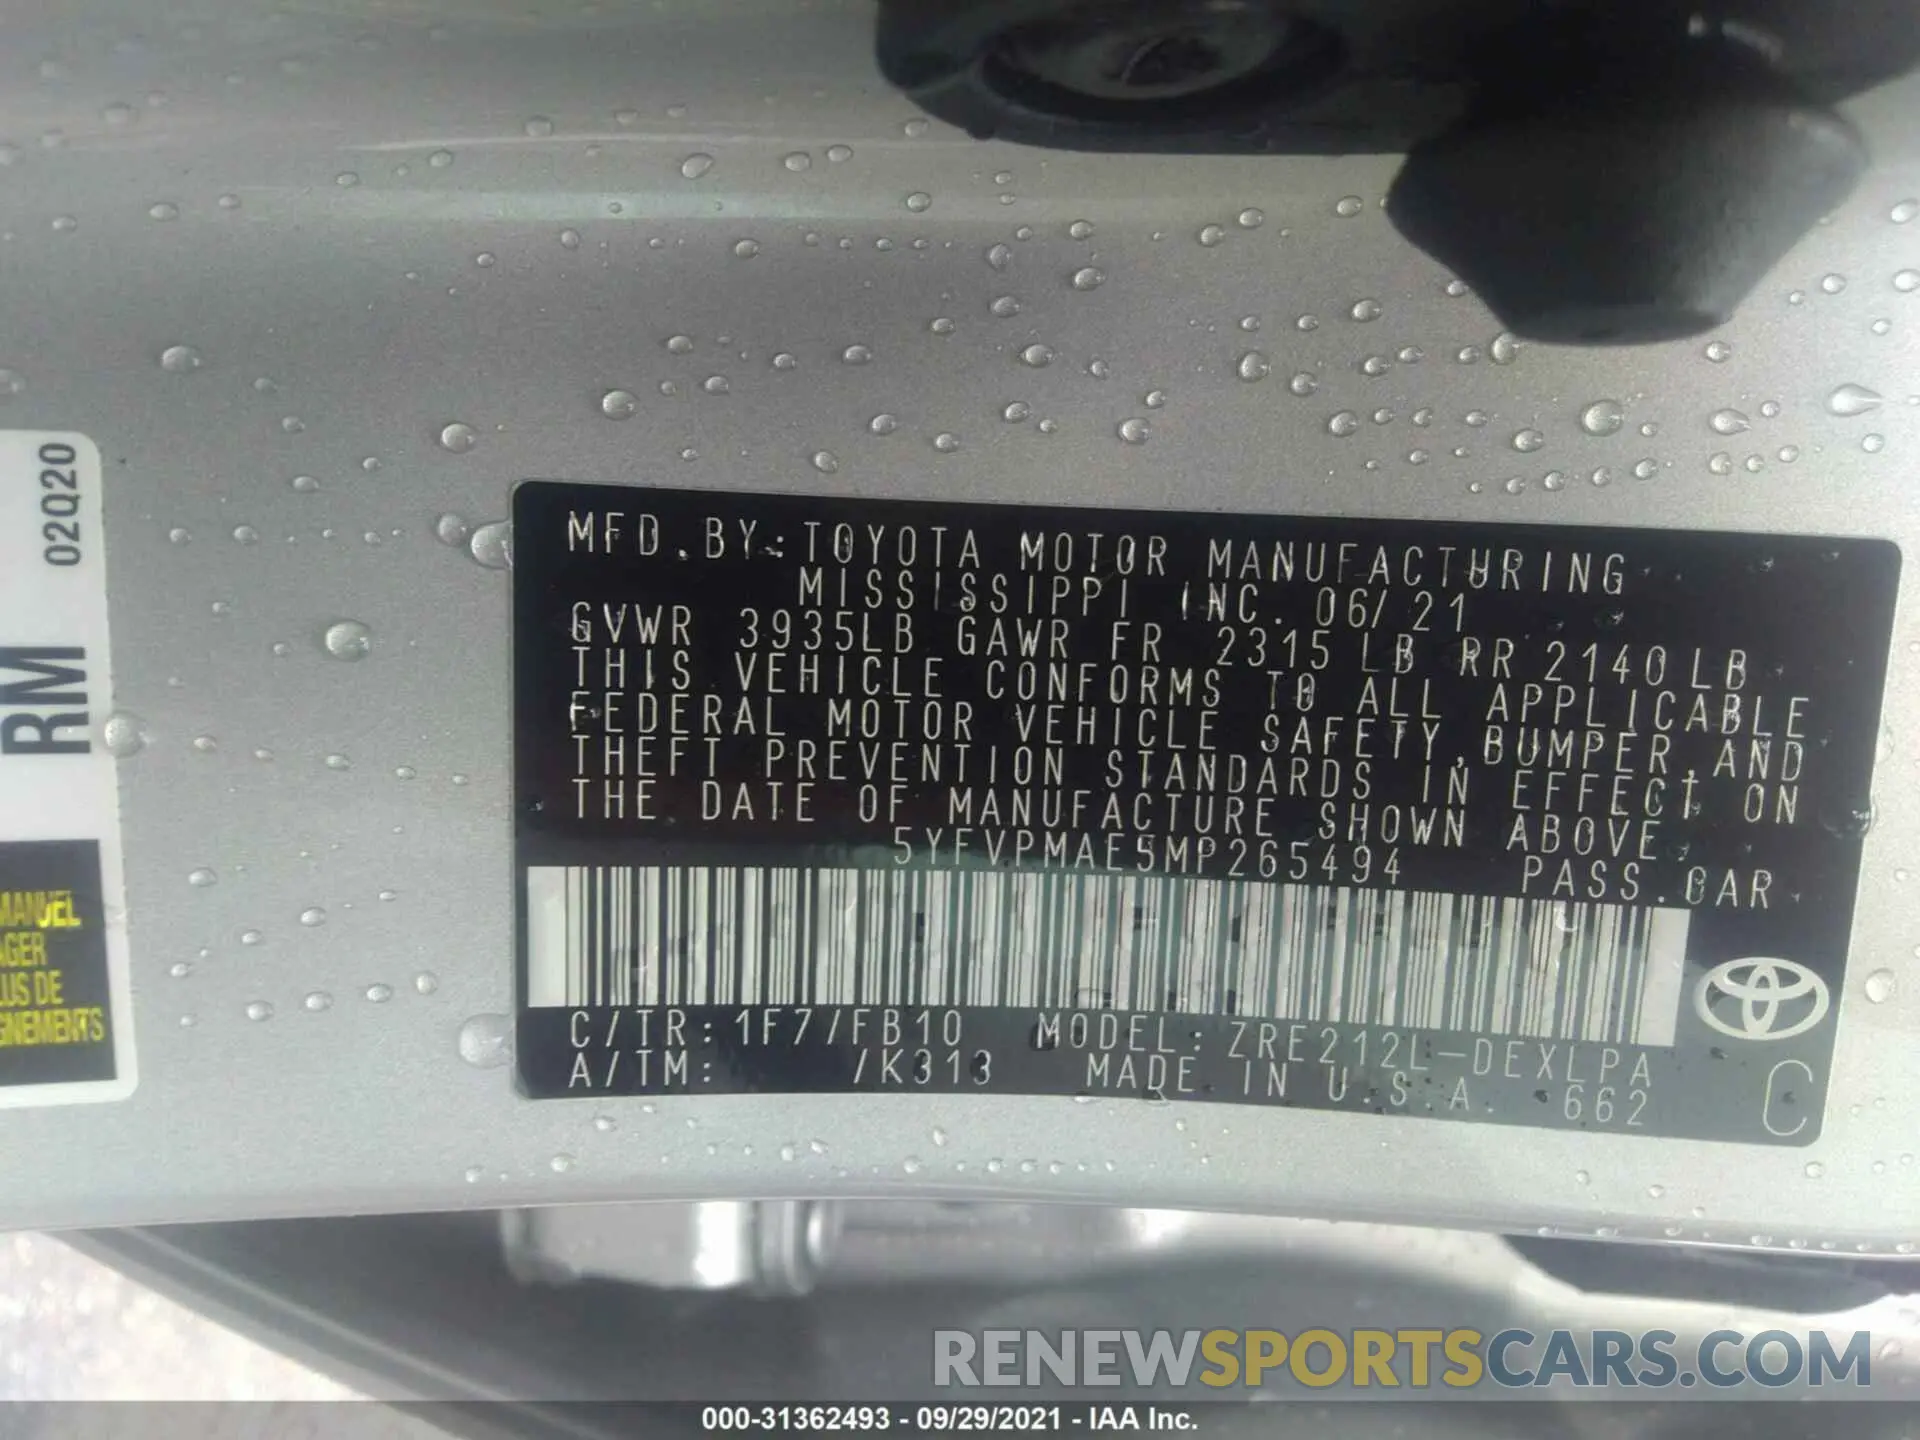 02Q20
RM
MANUEL
AGER
LUS DE
GNEMENTS
MFD.BY:TOYOTA MOTOR MANUFACTURING
MISSISSIPPI INC. 06/21
GVWR 3935LB GAWR FR 2315LB RR 2140LB
THIS VEHICLE CONFORMS TO ALL APPLICABLE
FEDERAL MOTOR VEHICLE SAFETY,BUMPER,AND
THEFT PREVENTION STANDARDS IN EFFECT ON
THE DATE OF MANUFACTURE SHOWN ABOVE.
5YFVPMAE5MP265494 PASS.CAR
C/TR:1F7/FB10 MODEL:ZRE212L-DEXLPA
A/TM: /K313 MADE IN U.S.A. 662
C
RENEWSPORTSCARS.COM
000-31362493 - 09/29/2021 - IAA Inc.